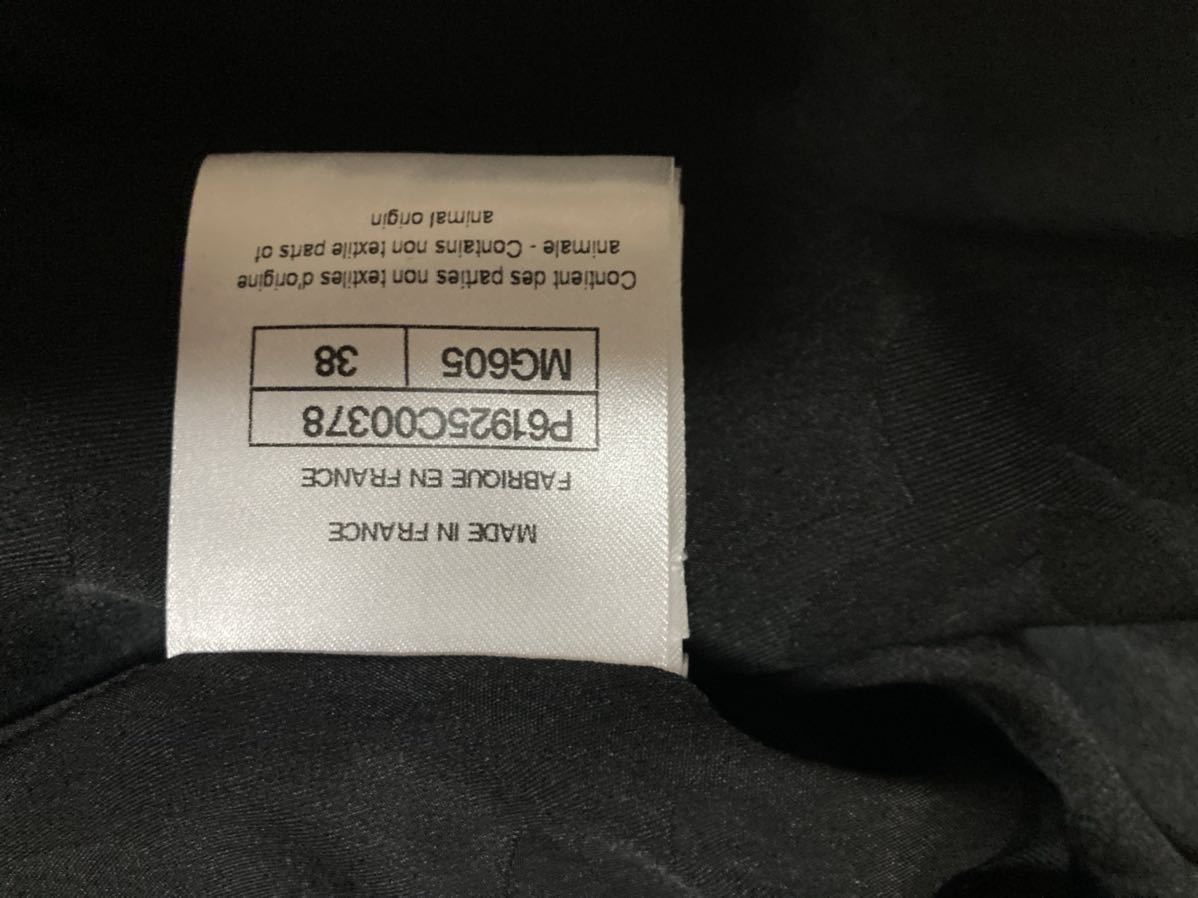 MADE IN FRANCE
FABRIQUE EN FRANCE
P61925C00378
MG605 38
Contient des parties non textiles d'origine
animale - Contains non textile parts of
animal origin